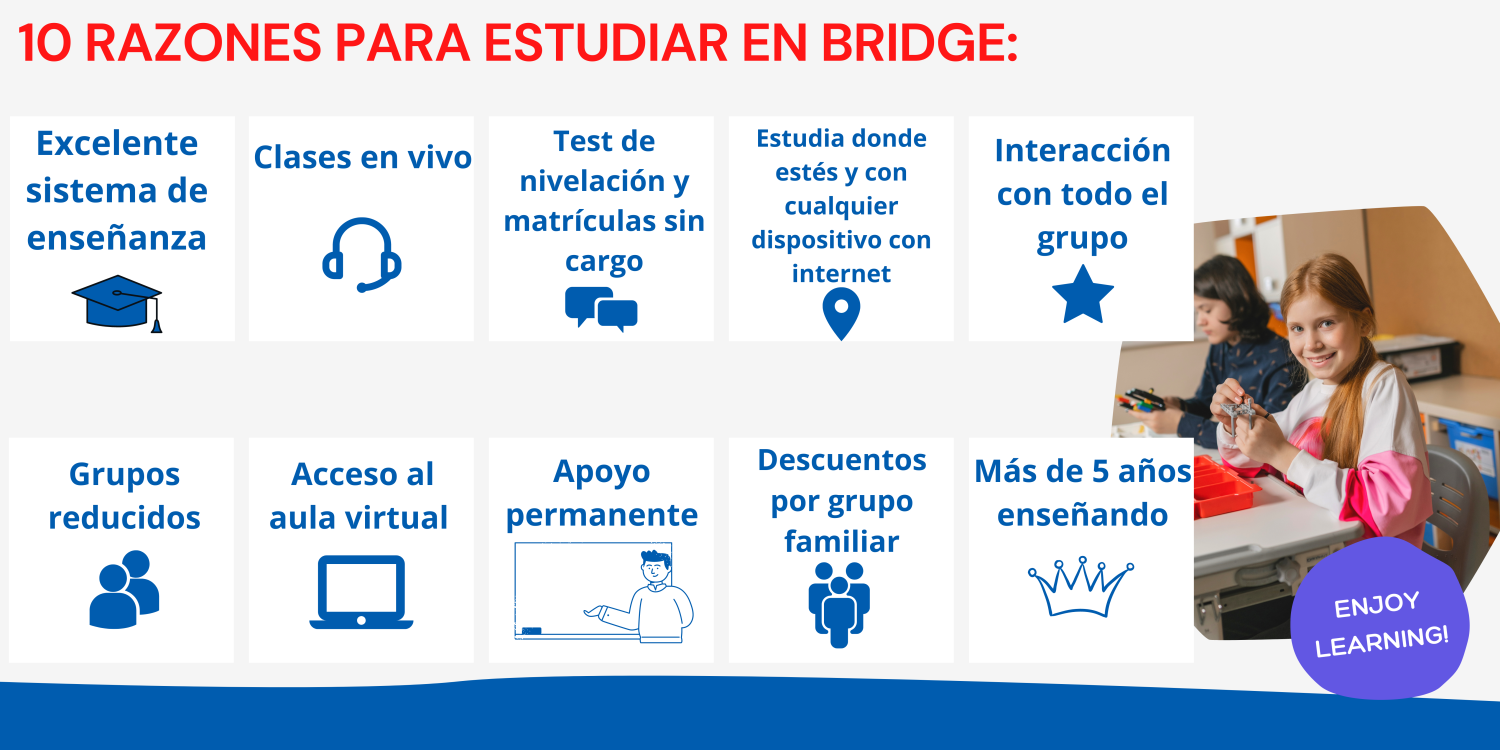 10 RAZONES PARA ESTUDIAR EN BRIDGE:
Excelente
sistema de
enseñanza
Clases en vivo
Test de
nivelación y
matrículas sin
cargo
Estudia donde
estés y con
cualquier
dispositivo con
internet
Interacción
con todo el
grupo
Grupos
reducidos
Acceso al
aula virtual
Apoyo
permanente
Descuentos
por grupo
familiar
Más de 5 años
enseñando
ENJOY
LEARNING!